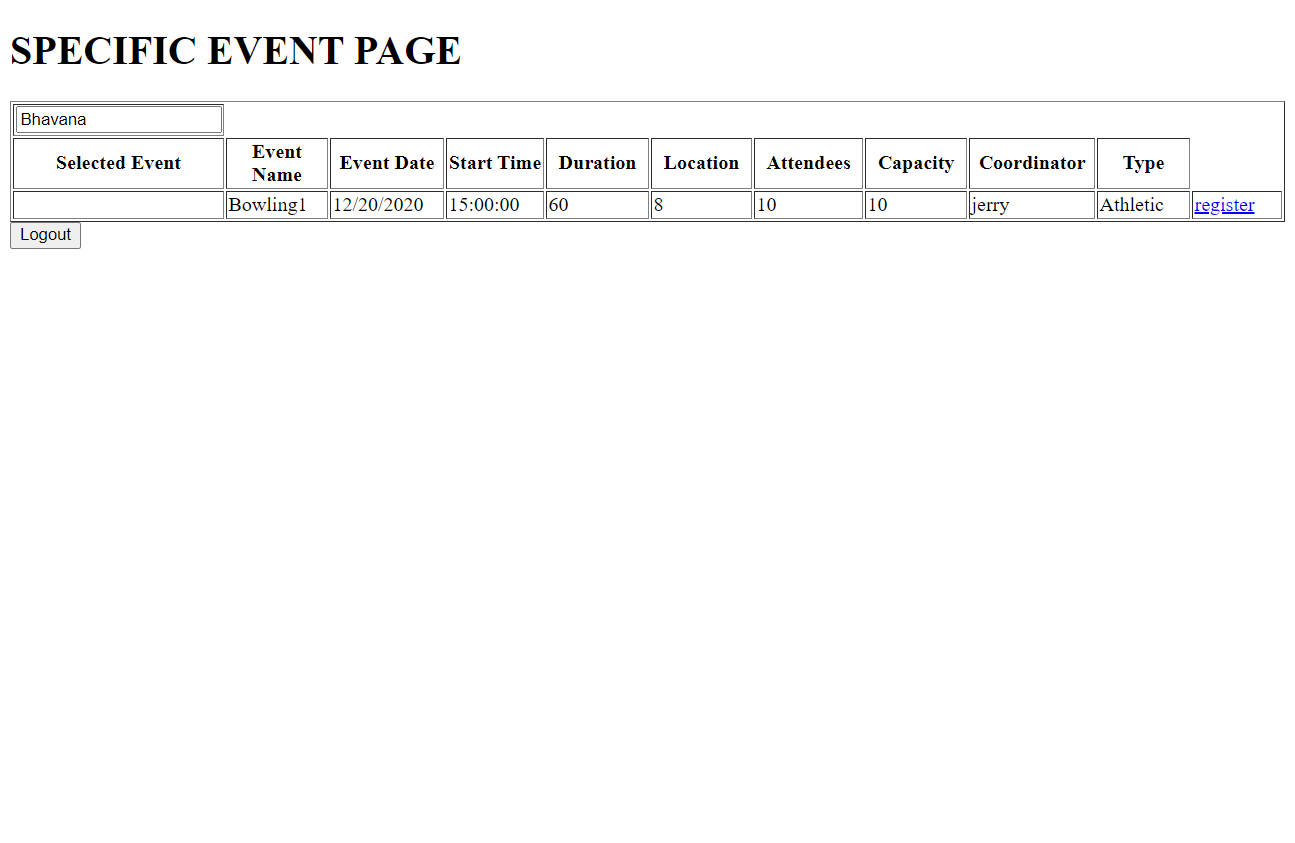 SPECIFIC EVENT PAGE
Bhavana
Selected Event Event Name Event Date Start Time Duration Location Attendees Capacity Coordinator Type
Bowling1 12/20/2020 15:00:00 60 8 10 10 jerry Athletic register
Logout